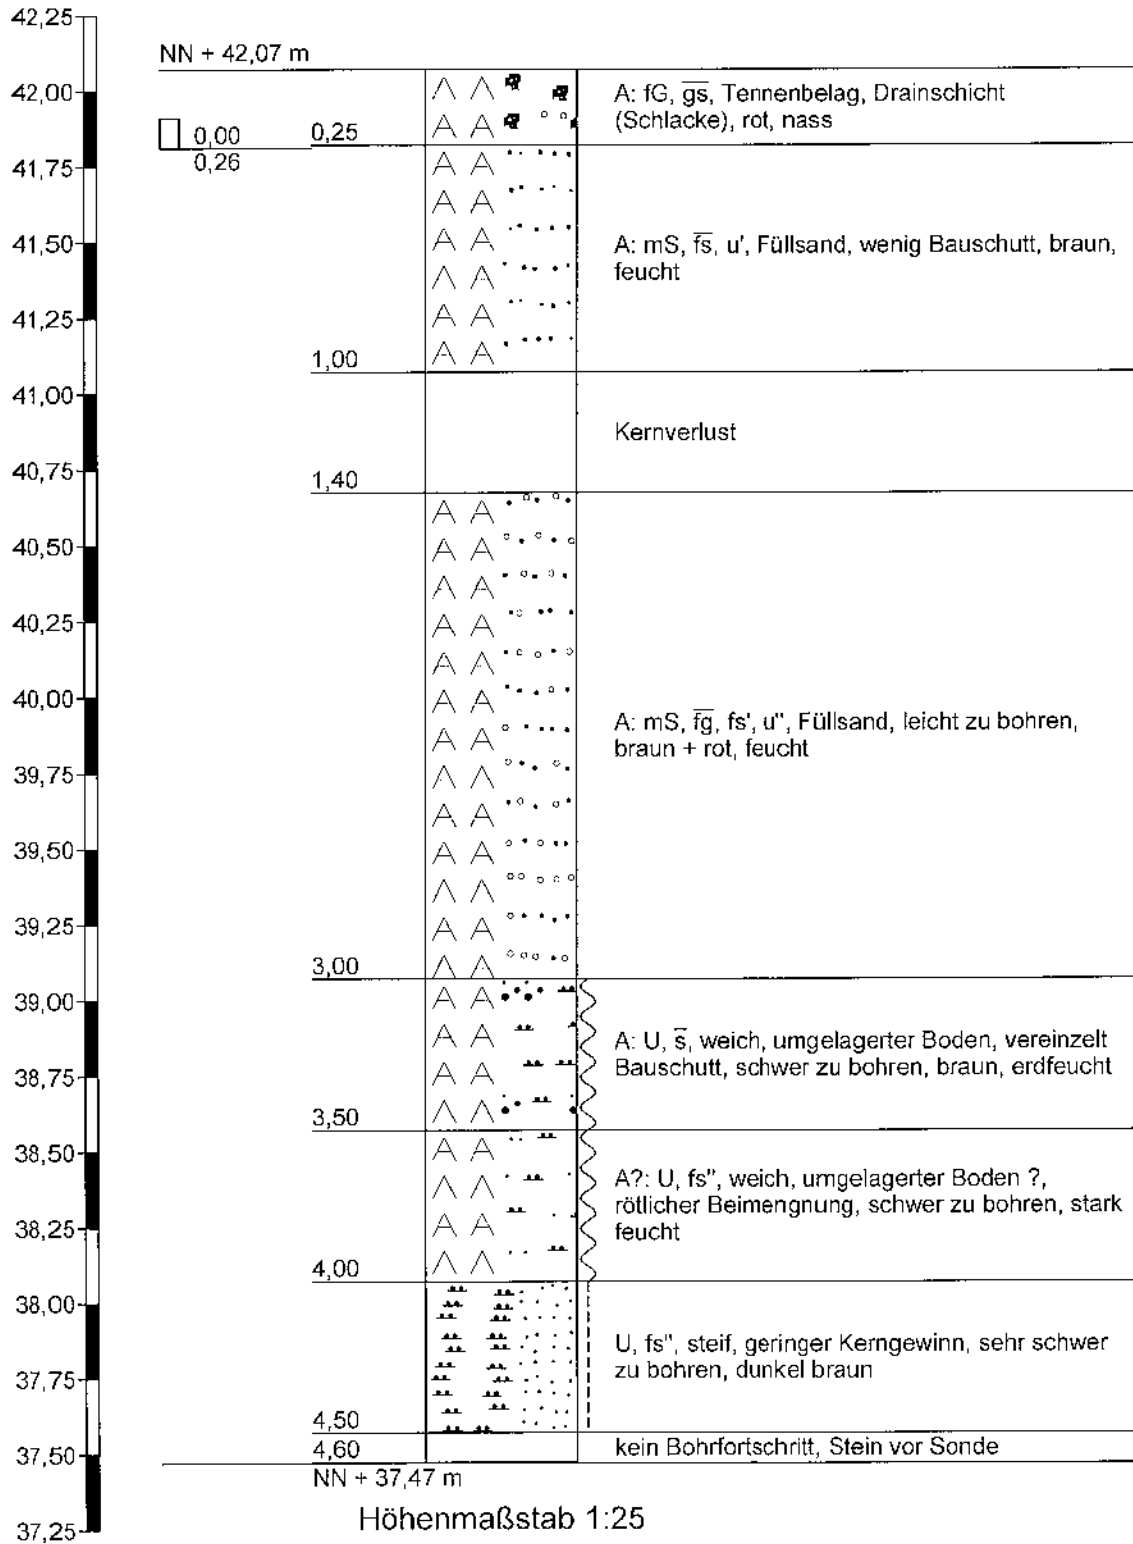 42,25
NN + 42,07 m
42,00
A: fG, g̅s̅, Tennenbelag, Drainschicht
(Schlacke), rot, nass
0,00
0,25
0,26
41,75
41,50
A: mS, f̅s̅, u', Füllsand, wenig Bauschutt, braun,
feucht
41,25
1,00
41,00
Kernverlust
40,75
1,40
40,50
40,25
40,00
A: mS, f̅g̅, fs', u'', Füllsand, leicht zu bohren,
braun + rot, feucht
39,75
39,50
39,25
3,00
39,00
A: U, s̅, weich, umgelagerter Boden, vereinzelt
Bauschutt, schwer zu bohren, braun, erdfeucht
38,75
3,50
38,50
A?: U, fs'', weich, umgelagerter Boden ?,
rötlicher Beimengnung, schwer zu bohren, stark
feucht
38,25
4,00
38,00
U, fs'', steif, geringer Kerngewinn, sehr schwer
zu bohren, dunkel braun
37,75
4,50
37,50
4,60
kein Bohrfortschritt, Stein vor Sonde
NN + 37,47 m
Höhenmaßstab 1:25
37,25